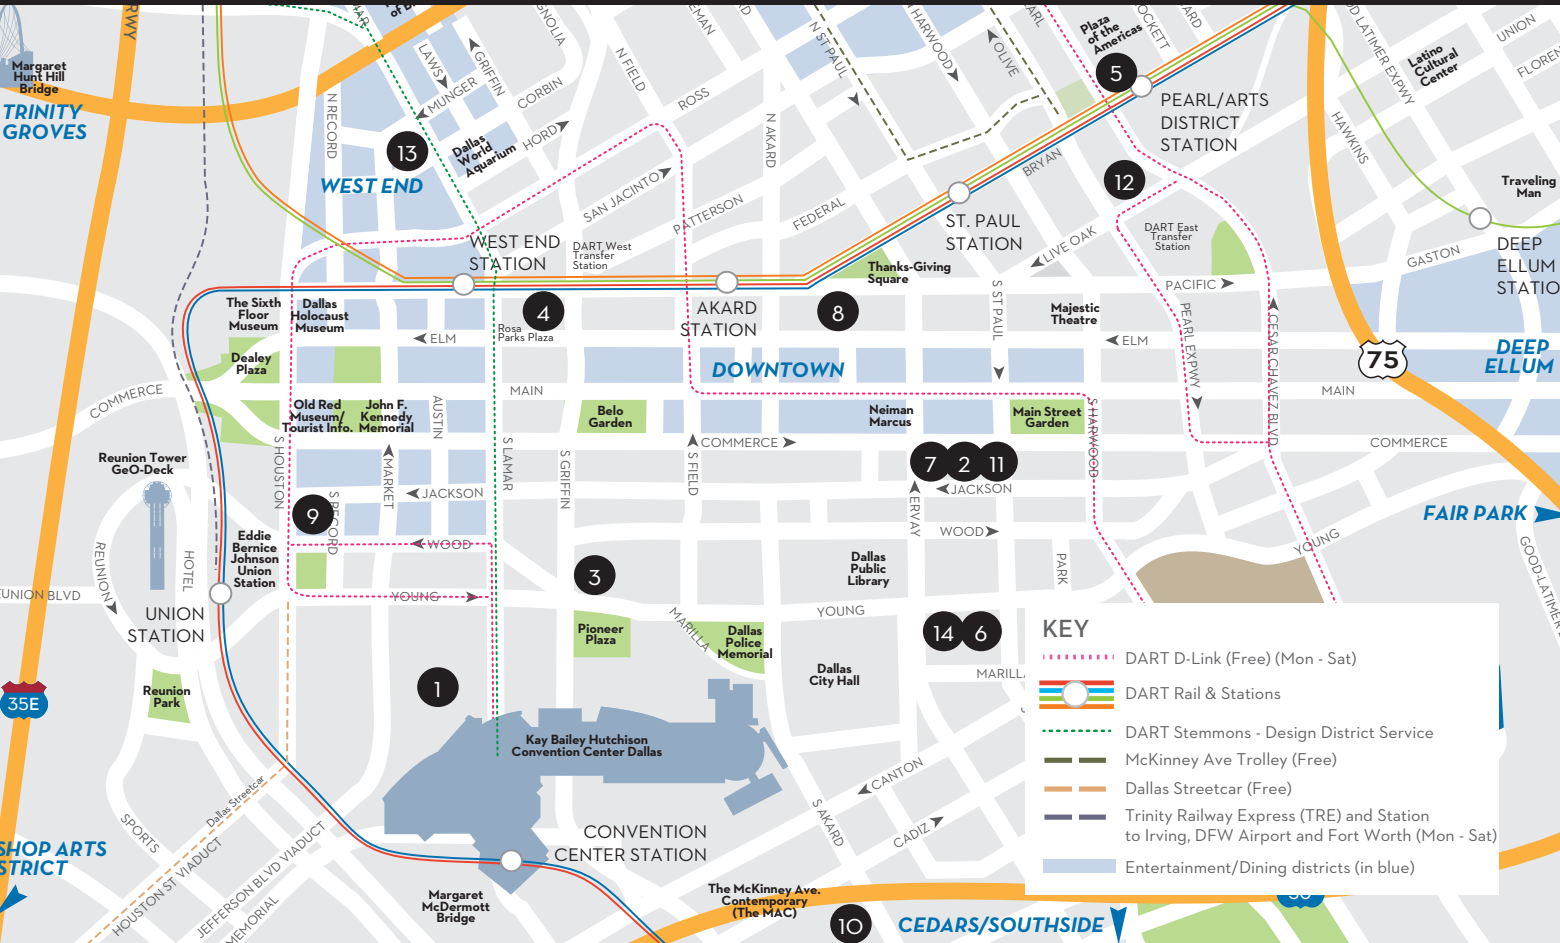 Margaret
Hunt Hill
Bridge
TRINITY
GROVES
RWY
N RECORD
LAWS
GRIFFIN
MUNGER
CORBIN
HORD
Dallas
World
Aquarium
13
WEST END
N FIELD
ROSS
SAN JACINTO
PATTERSON
N AKARD
FEDERAL
N ST PAUL
HARWOOD
OLIVE
Plaza
of the
Americas
5
PEARL/ARTS
DISTRICT
STATION
BRYAN
12
Latino
Cultural
Center
UNION
HAWKINS
Traveling
Man
DEEP
ELLUM
STATIO
GASTON
WEST END
STATION
DART West
Transfer
Station
ST. PAUL
STATION
LIVE OAK
DART East
Transfer
Station
Thanks-Giving
Square
PACIFIC
The Sixth
Floor
Museum
Dallas
Holocaust
Museum
4
Rosa
Parks Plaza
AKARD
STATION
8
S ST PAUL
Majestic
Theatre
ELM
ELM
PEARL EXPWY
CESAR CHAVEZ BLVD
75
DEEP
ELLUM
Dealey
Plaza
DOWNTOWN
COMMERCE
MAIN
MAIN
Old Red
Museum/
Tourist Info.
John F.
Kennedy
Memorial
AUSTIN
Belo
Garden
Neiman
Marcus
Main Street
Garden
S HARWOOD
COMMERCE
COMMERCE
Reunion Tower
GeO-Deck
S HOUSTON
MARKET
S LAMAR
S GRIFFIN
S FIELD
7
2
11
JACKSON
JACKSON
9
S RECORD
ERVAY
FAIR PARK
Eddie
Bernice
Johnson
Union
Station
WOOD
WOOD
YOUNG
REUNION
HOTEL
3
Dallas
Public
Library
PARK
GOOD-LATIMER
YOUNG
YOUNG
UNION
STATION
Pioneer
Plaza
MARILLA
Dallas
Police
Memorial
14
6
Dallas
City Hall
1
Reunion
Park
35E
Kay Bailey Hutchison
Convention Center Dallas
CANTON
S AKARD
CADIZ
Dallas Streetcar
SPORTS
HOUSTON ST VIADUCT
JEFFERSON BLVD VIADUCT
MEMORIAL
CONVENTION
CENTER STATION
Margaret
McDermott
Bridge
The McKinney Ave.
Contemporary
(The MAC)
10
CEDARS/SOUTHSIDE
SHOP ARTS
STRICT
KEY
DART D-Link (Free) (Mon - Sat)
DART Rail & Stations
DART Stemmons - Design District Service
McKinney Ave Trolley (Free)
Dallas Streetcar (Free)
Trinity Railway Express (TRE) and Station
to Irving, DFW Airport and Fort Worth (Mon - Sat)
Entertainment/Dining districts (in blue)